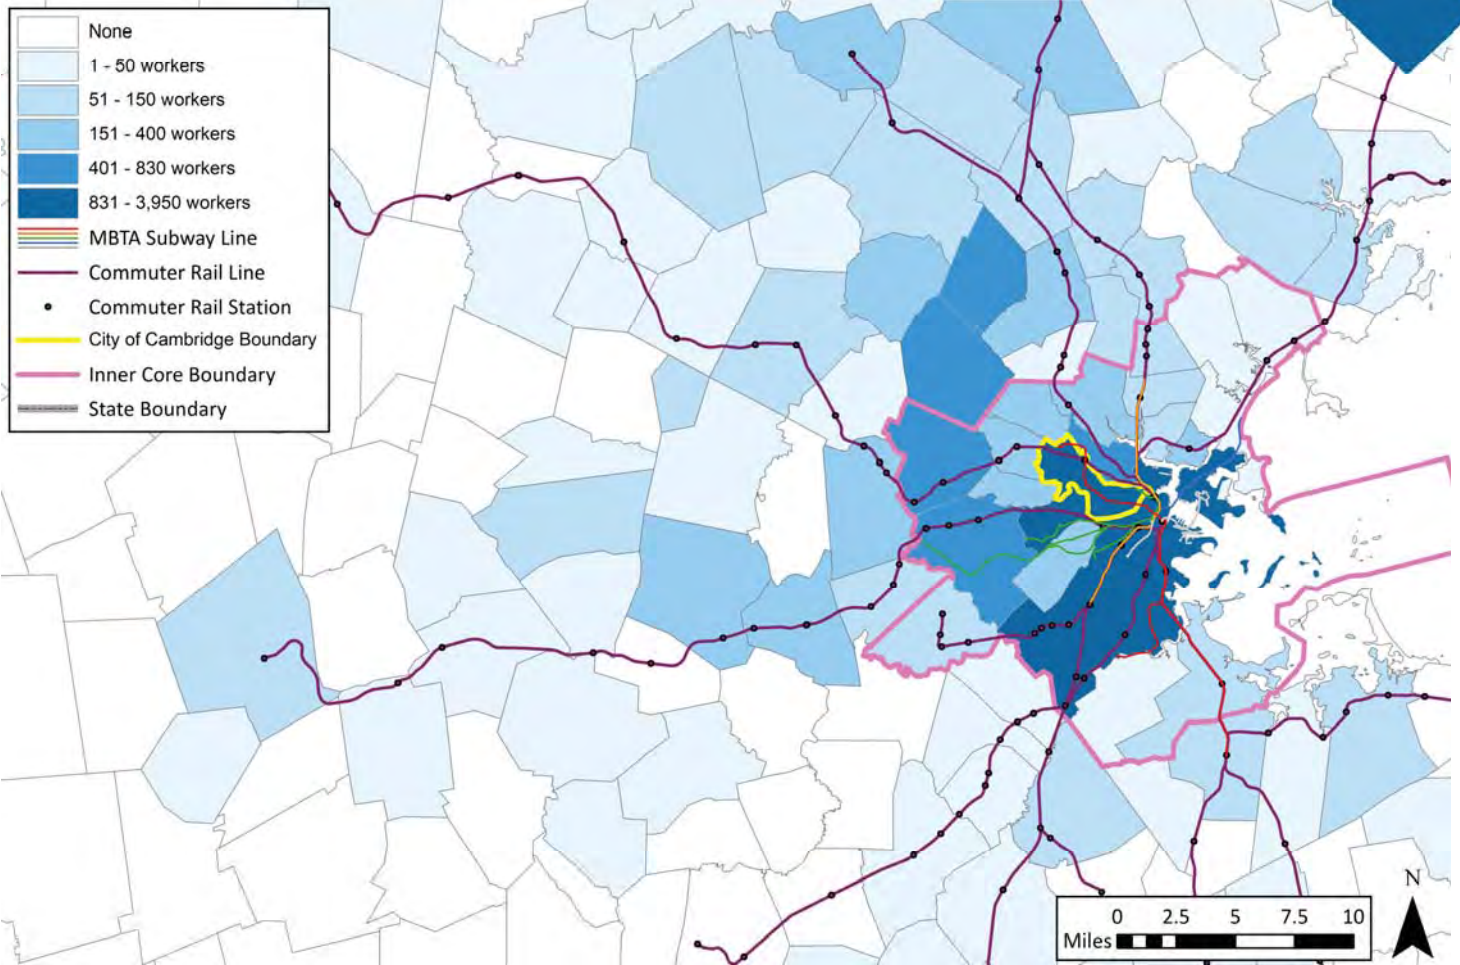 None
1 - 50 workers
51 - 150 workers
151 - 400 workers
401 - 830 workers
831 - 3,950 workers
MBTA Subway Line
Commuter Rail Line
Commuter Rail Station
City of Cambridge Boundary
Inner Core Boundary
State Boundary
N
0 2.5 5 7.5 10
Miles